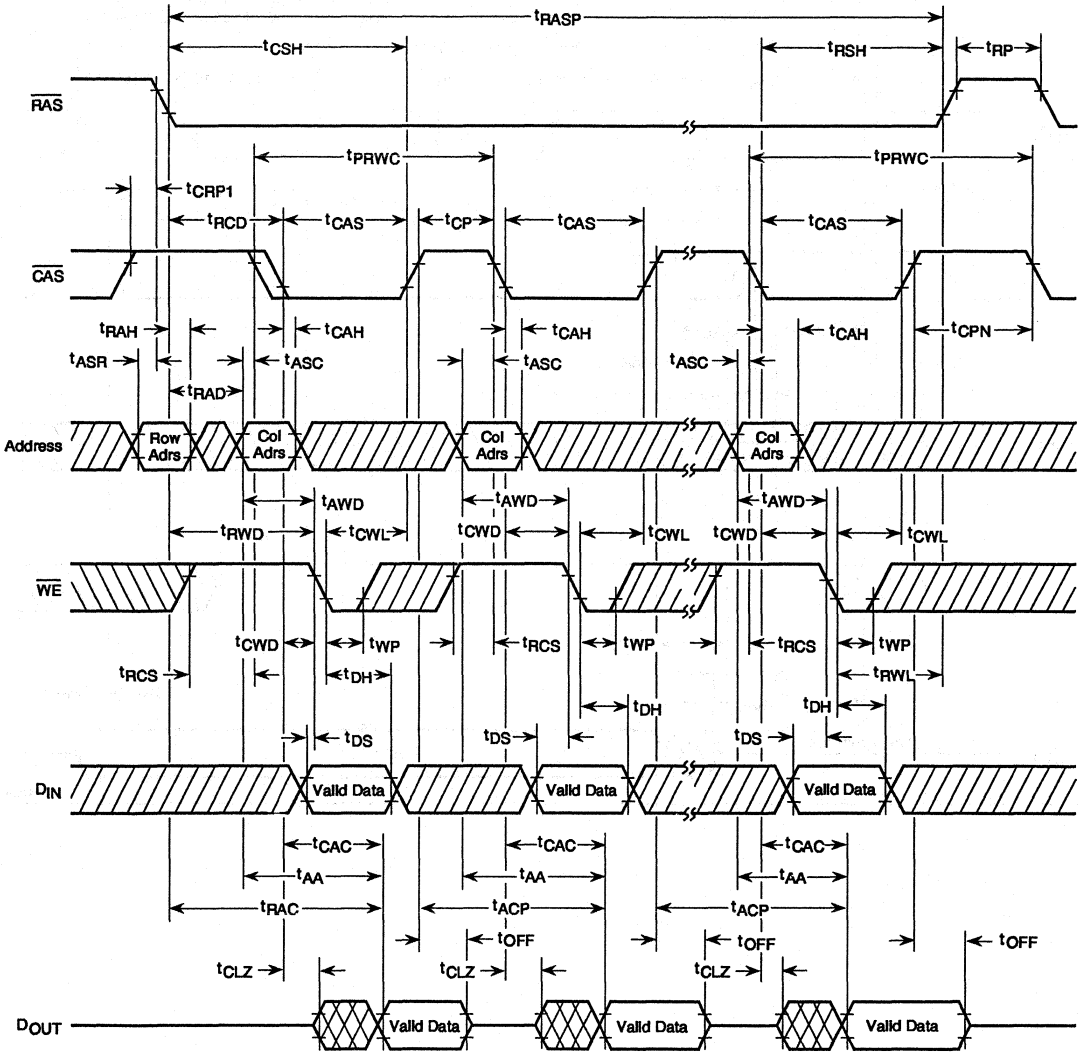 tRASP
tCSH tRSH tRP
RAS
tPRWC tPRWC
tCRP1
tRCD tCAS tCP tCAS tCAS
CAS
tRAH tCAH tCAH tCAH tCPN
tASR tASC tASC tASC
tRAD
Address Row Adrs Col Adrs Col Adrs Col Adrs
tAWD tAWD tAWD
tRWD tCWL tCWD tCWL tCWD tCWL
WE
tCWD tWP tRCS tWP tRCS tWP
tRCS tDH tRWL
tDH tDH
tDS tDS tDS
DIN Valid Data Valid Data Valid Data
tCAC tCAC tCAC
tAA tAA tAA
tRAC tACP tACP
tOFF tOFF tOFF
tCLZ tCLZ tCLZ
DOUT Valid Data Valid Data Valid Data